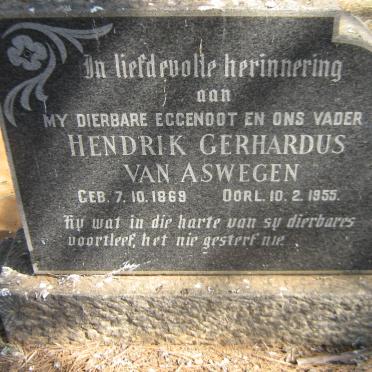 In liefdevolle herinnering
aan
MY DIERBARE EGGENOOT EN ONS VADER
HENDRIK GERHARDUS
VAN ASWEGEN
GEB. 7. 10. 1869 OORL. 10. 2. 1955.
Hy wat in die harte van sy dierbares
voortleef, het nie gesterf nie.